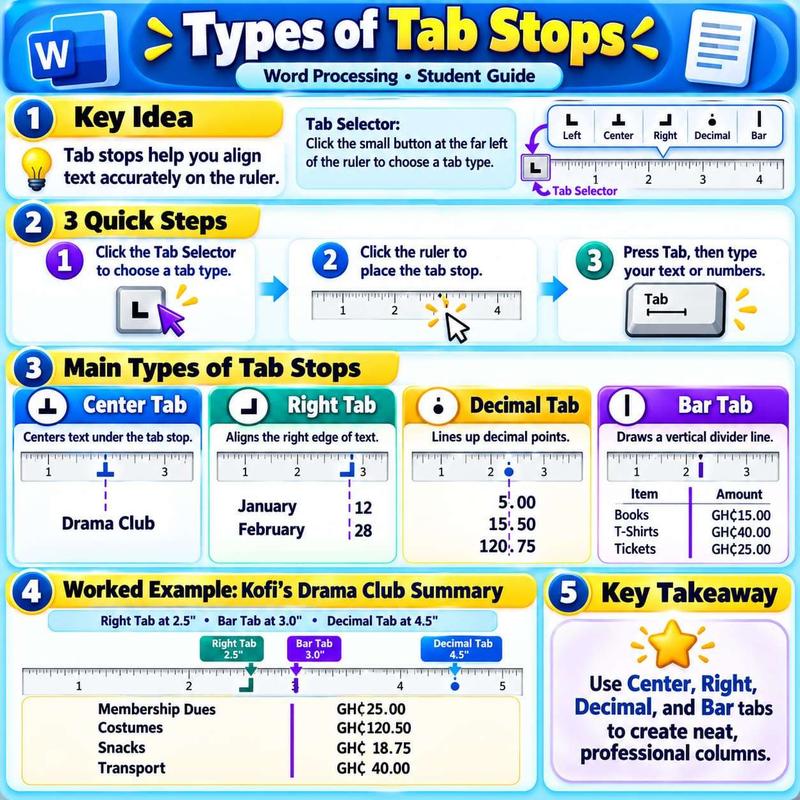 W
Types of Tab Stops
Word Processing • Student Guide
1 Key Idea
Tab stops help you align
text accurately on the ruler.
Tab Selector:
Click the small button at the far left
of the ruler to choose a tab type.
Left Center Right Decimal Bar
1 2 3 4
Tab Selector
2 3 Quick Steps
1 Click the Tab Selector
to choose a tab type.
2 Click the ruler to
place the tab stop.
1 2 4
3 Press Tab, then type
your text or numbers.
Tab
3 Main Types of Tab Stops
Center Tab
Centers text under the tab stop.
1 3
Drama Club
Right Tab
Aligns the right edge of text.
1 2 3
January 12
February 28
Decimal Tab
Lines up decimal points.
1 2 3
5.00
15.50
120.75
Bar Tab
Draws a vertical divider line.
1 2 3
Item Amount
Books GH₵15.00
T-Shirts GH₵40.00
Tickets GH₵25.00
4 Worked Example: Kofi's Drama Club Summary
Right Tab at 2.5" • Bar Tab at 3.0" • Decimal Tab at 4.5"
Right Tab
2.5"
Bar Tab
3.0"
Decimal Tab
4.5"
1 2 3 4 5
Membership Dues GH₵25.00
Costumes GH₵120.50
Snacks GH₵ 18.75
Transport GH₵ 40.00
5 Key Takeaway
Use Center, Right,
Decimal, and Bar tabs
to create neat,
professional columns.